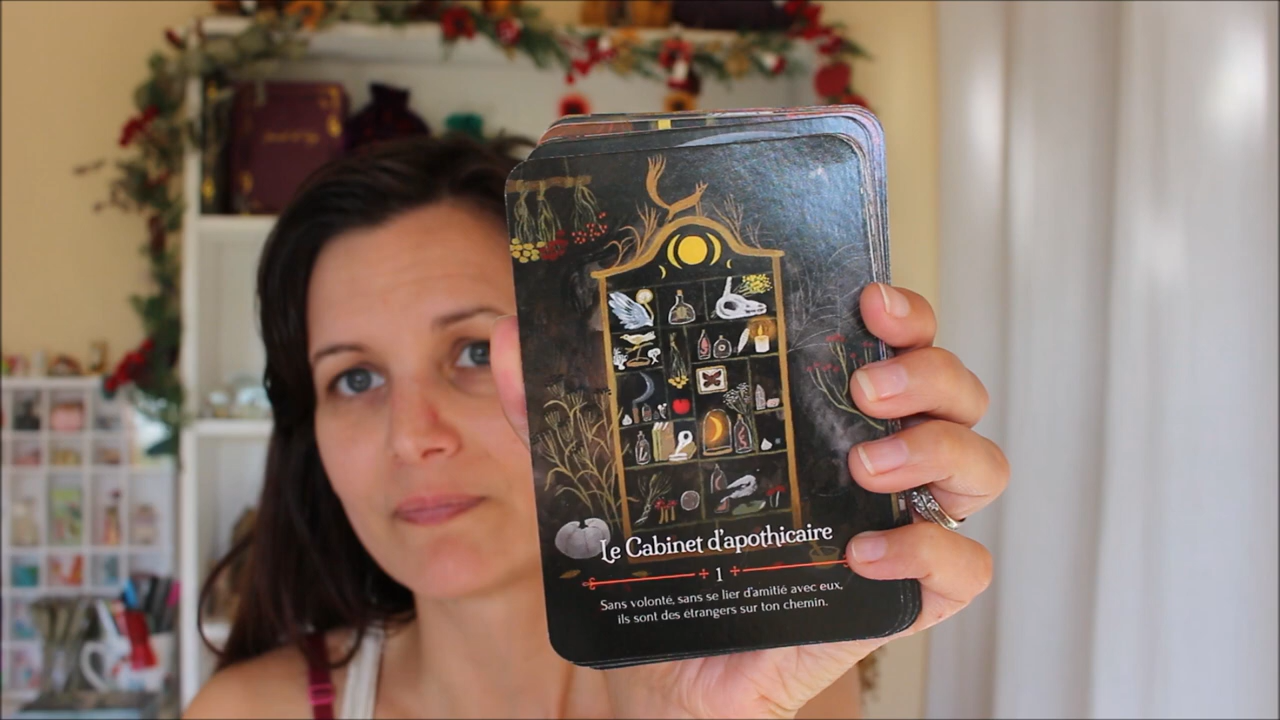 Le Cabinet d'apothicaire
1
Sans volonté, sans se lier d'amitié avec eux,
ils sont des étrangers sur ton chemin.